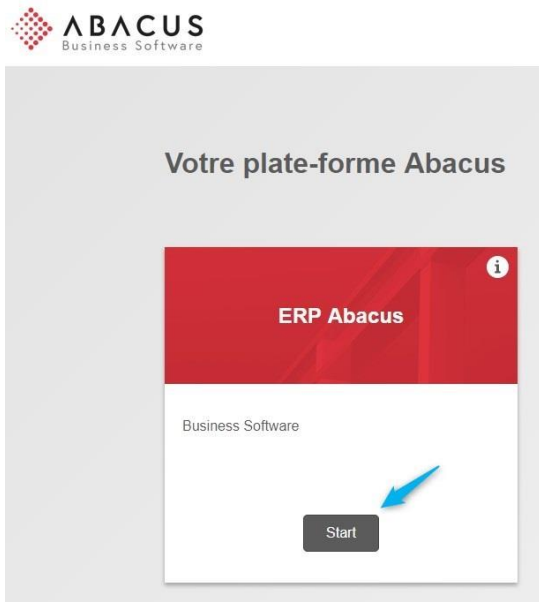 ABACUS
Business Software
Votre plate-forme Abacus
i
ERP Abacus
Business Software
Start